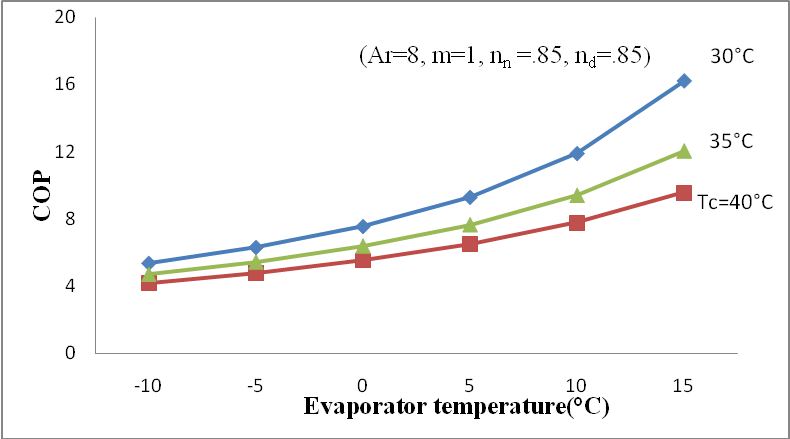 20
(Ar=8, m=1, nn =.85, nd=.85)
30°C
16
35°C
12
COP
Tc=40°C
8
4
0
-10 -5 0 5 10 15
Evaporator temperature(°C)